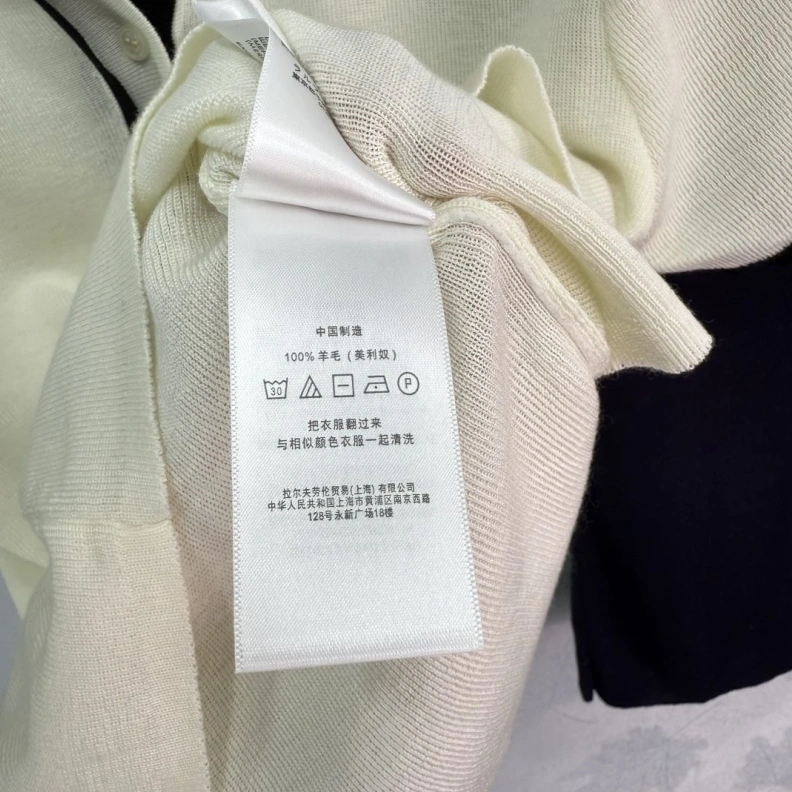 中国制造
100% 羊毛（美利奴）
30 P
把衣服翻过来
与相似颜色衣服一起清洗
拉尔夫劳伦贸易(上海) 有限公司
中华人民共和国上海市黄浦区南京西路
128号永新广场18楼